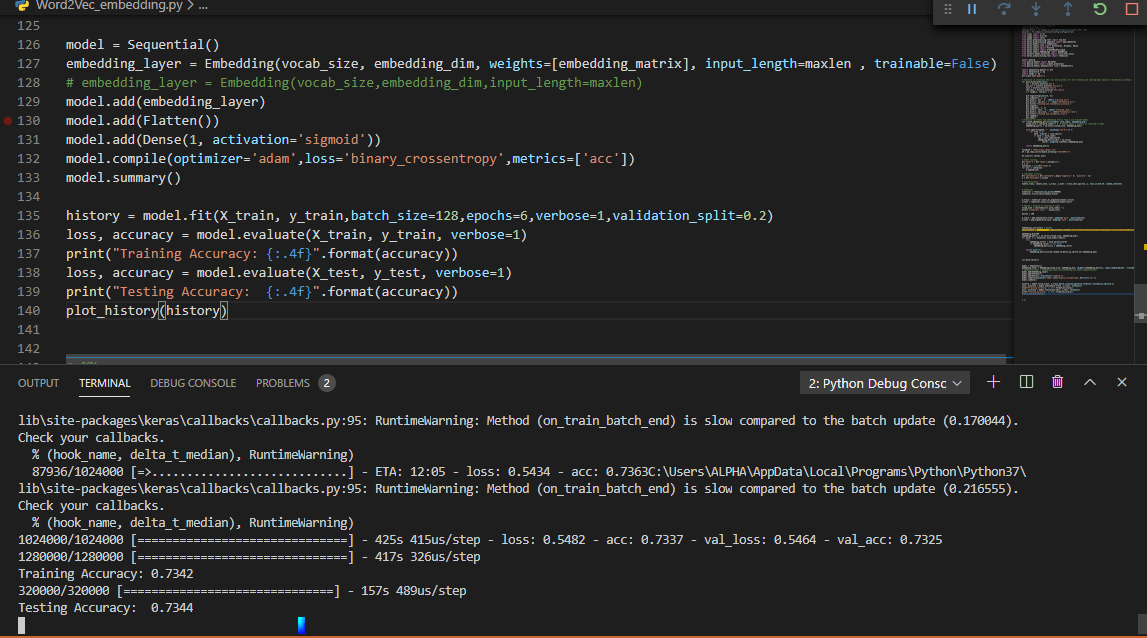 Word2Vec_embedding.py > ...
125
126 model = Sequential()
127 embedding_layer = Embedding(vocab_size, embedding_dim, weights=[embedding_matrix], input_length=maxlen , trainable=False)
128 # embedding_layer = Embedding(vocab_size,embedding_dim,input_length=maxlen)
129 model.add(embedding_layer)
130 model.add(Flatten())
131 model.add(Dense(1, activation='sigmoid'))
132 model.compile(optimizer='adam',loss='binary_crossentropy',metrics=['acc'])
133 model.summary()
134
135 history = model.fit(X_train, y_train,batch_size=128,epochs=6,verbose=1,validation_split=0.2)
136 loss, accuracy = model.evaluate(X_train, y_train, verbose=1)
137 print("Training Accuracy: {:.4f}".format(accuracy))
138 loss, accuracy = model.evaluate(X_test, y_test, verbose=1)
139 print("Testing Accuracy:  {:.4f}".format(accuracy))
140 plot_history(history)
141
142
OUTPUT TERMINAL DEBUG CONSOLE PROBLEMS 2 2: Python Debug Consc
lib\site-packages\keras\callbacks\callbacks.py:95: RuntimeWarning: Method (on_train_batch_end) is slow compared to the batch update (0.170044).
Check your callbacks.
  % (hook_name, delta_t_median), RuntimeWarning)
  87936/1024000 [=>............................] - ETA: 12:05 - loss: 0.5434 - acc: 0.7363C:\Users\ALPHA\AppData\Local\Programs\Python\Python37\
lib\site-packages\keras\callbacks\callbacks.py:95: RuntimeWarning: Method (on_train_batch_end) is slow compared to the batch update (0.216555).
Check your callbacks.
  % (hook_name, delta_t_median), RuntimeWarning)
1024000/1024000 [==============================] - 425s 415us/step - loss: 0.5482 - acc: 0.7337 - val_loss: 0.5464 - val_acc: 0.7325
1280000/1280000 [==============================] - 417s 326us/step
Training Accuracy: 0.7342
320000/320000 [==============================] - 157s 489us/step
Testing Accuracy:  0.7344